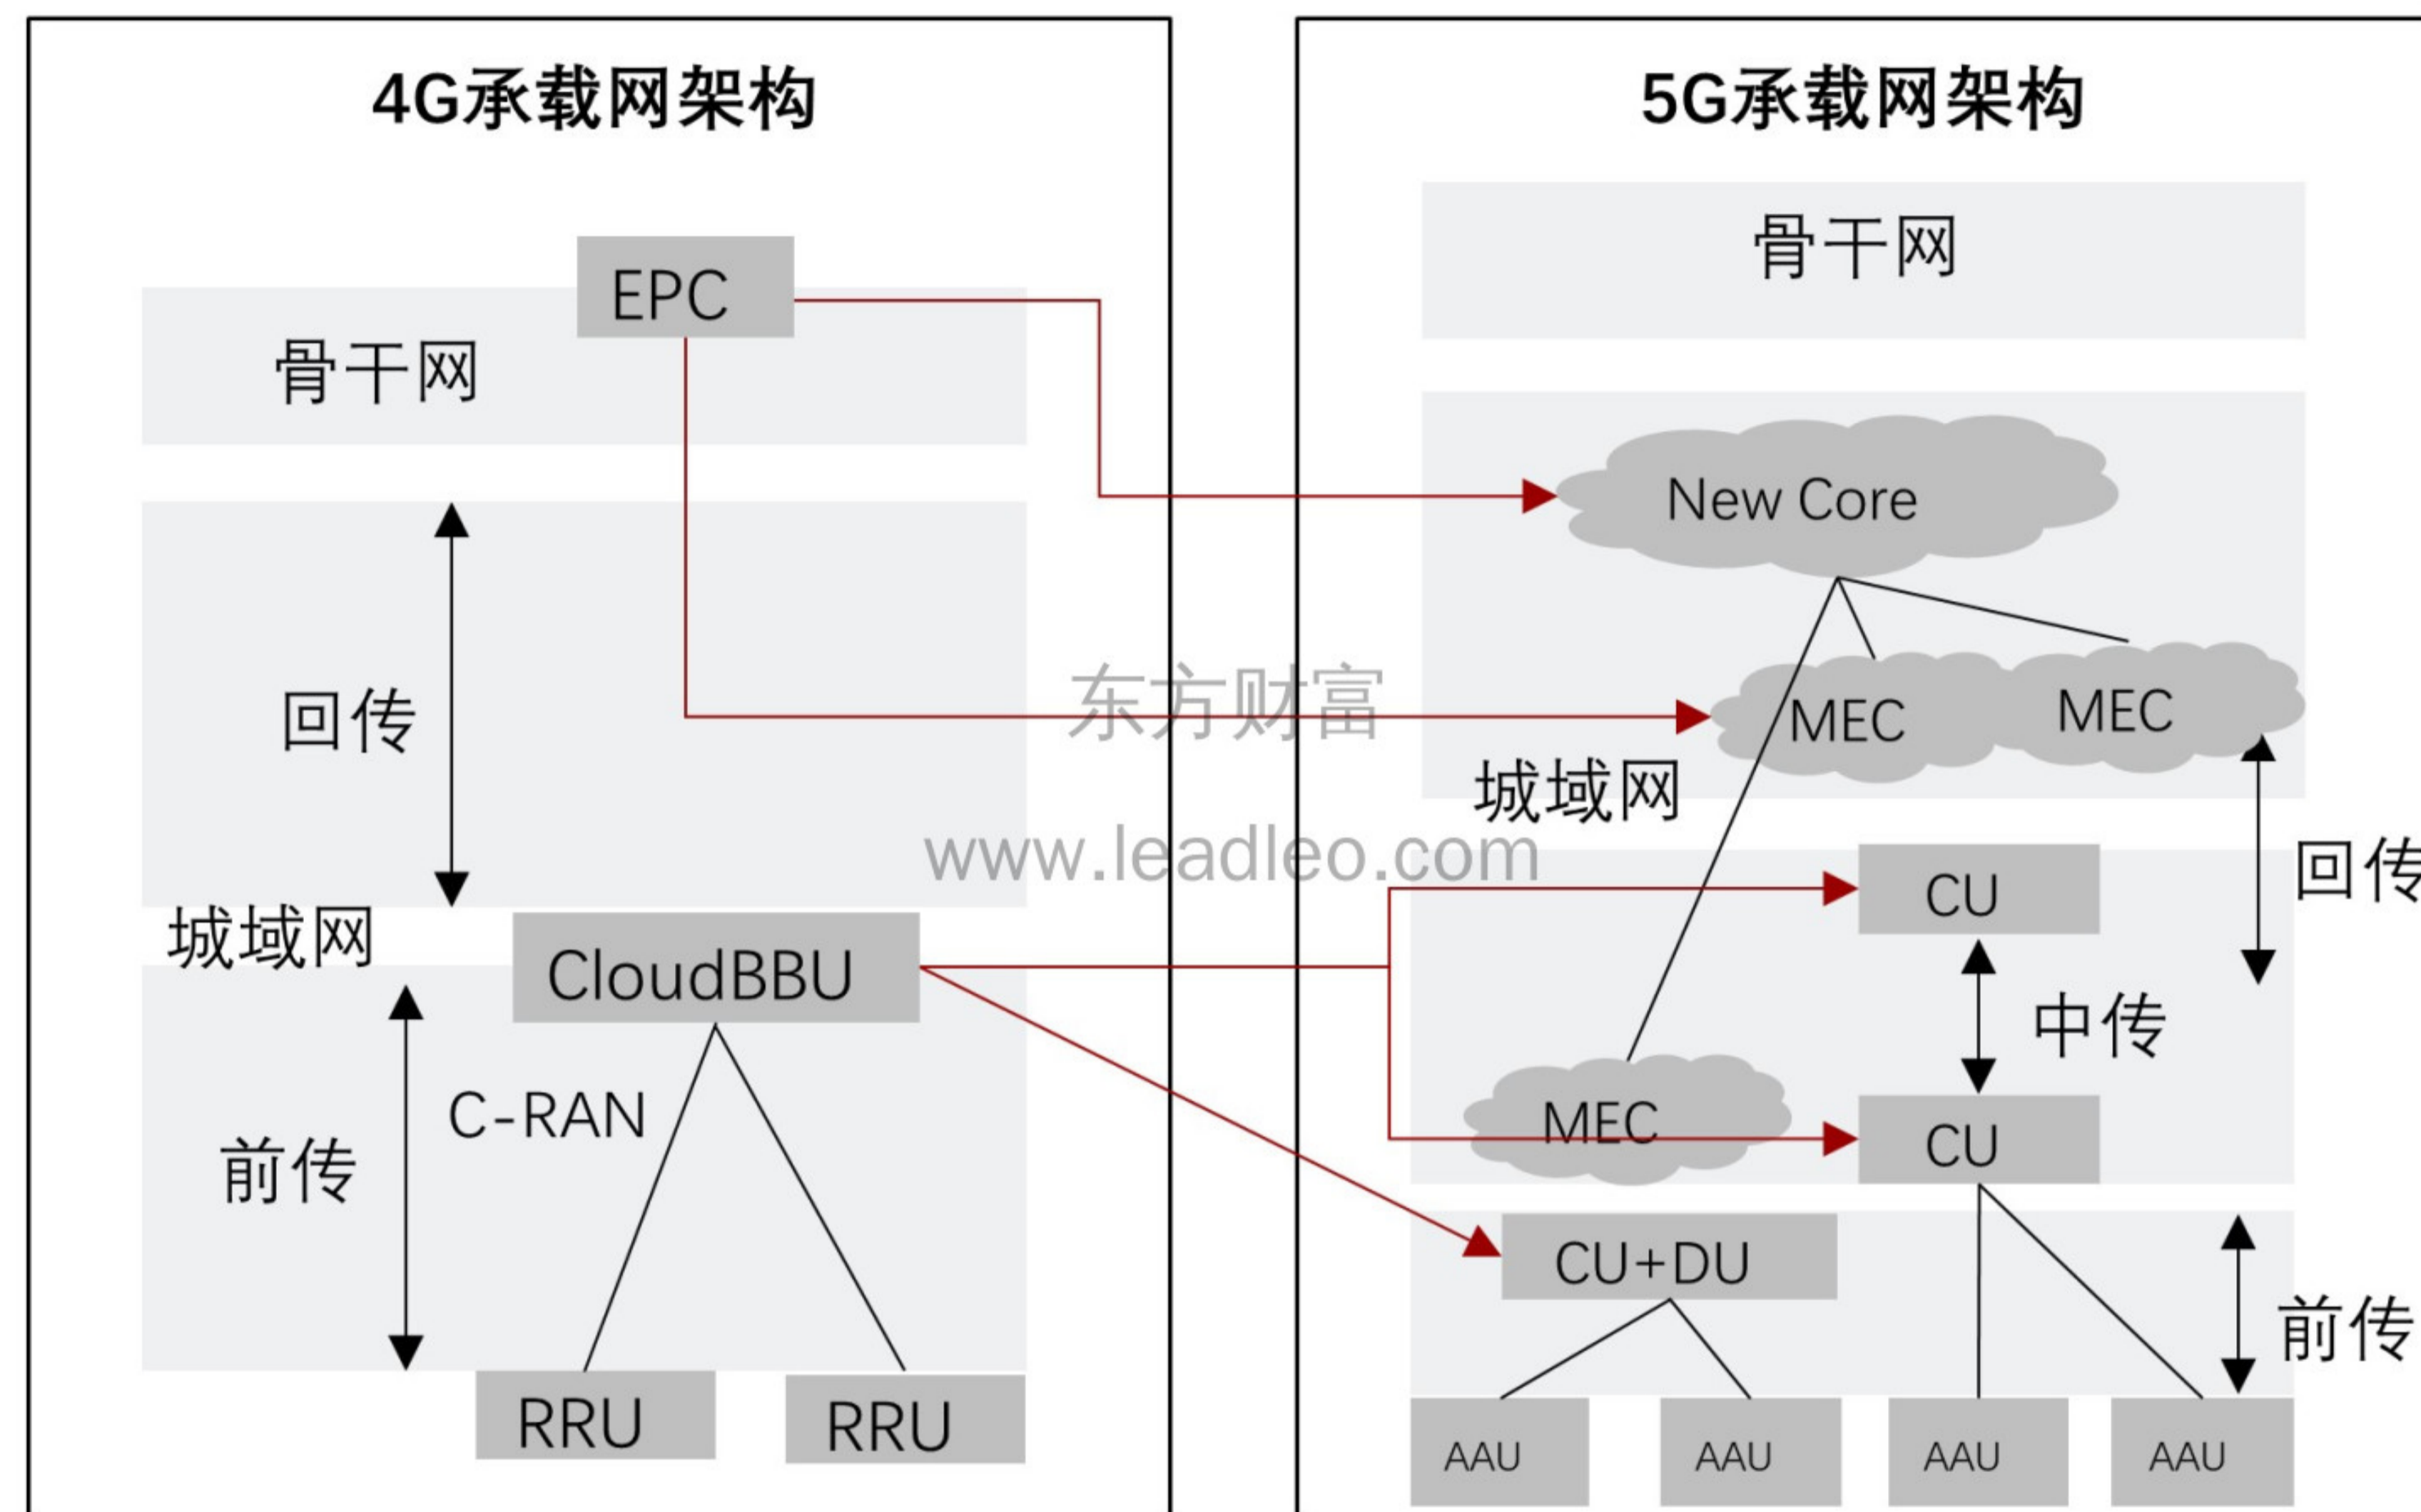 4G承载网架构
EPC
骨干网
回传
城域网
CloudBBU
C-RAN
前传
RRU
RRU
东方财富
www.leadleo.com
5G承载网架构
骨干网
New Core
MEC
MEC
城域网
CU
回传
中传
MEC
CU
CU+DU
前传
AAU
AAU
AAU
AAU